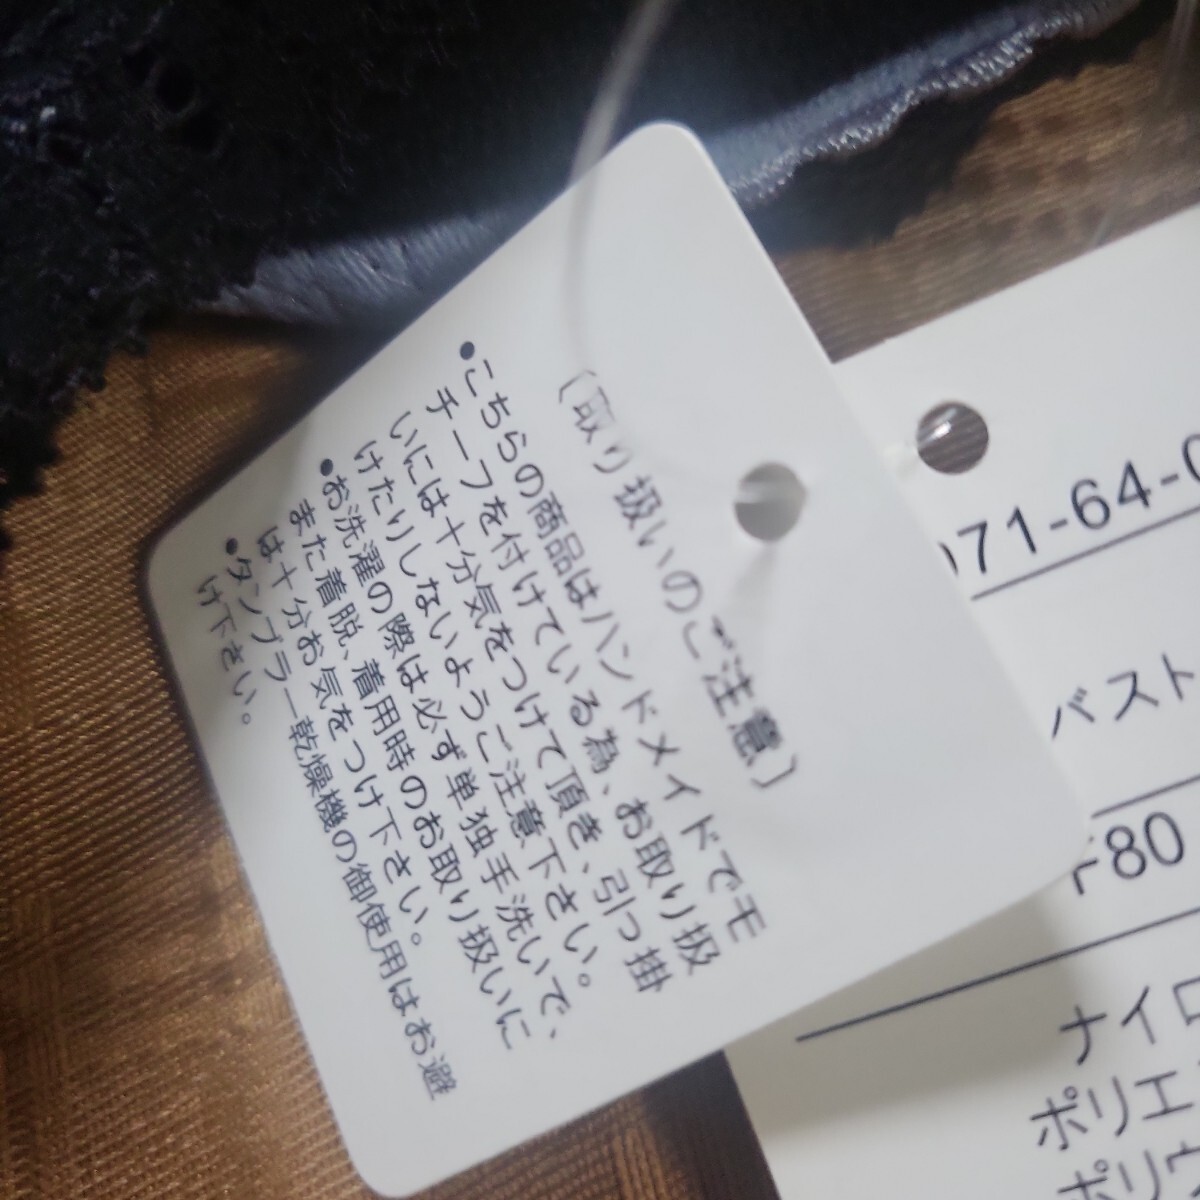 〔取り扱いのご注意〕
●こちらの商品はハンドメイドでモ
チーフを付けている為、お取り扱
いには十分気をつけて頂き、引っ掛
けたりしないようご注意下さい。
●お洗濯の際は必ず単独手洗いで、
また着脱、着用時のお取り扱いに
は十分お気をつけ下さい。
●タンブラー乾燥機の御使用はお避
け下さい。
071-64-0
バスト
F80
ナイロ
ポリエ
ポリウ